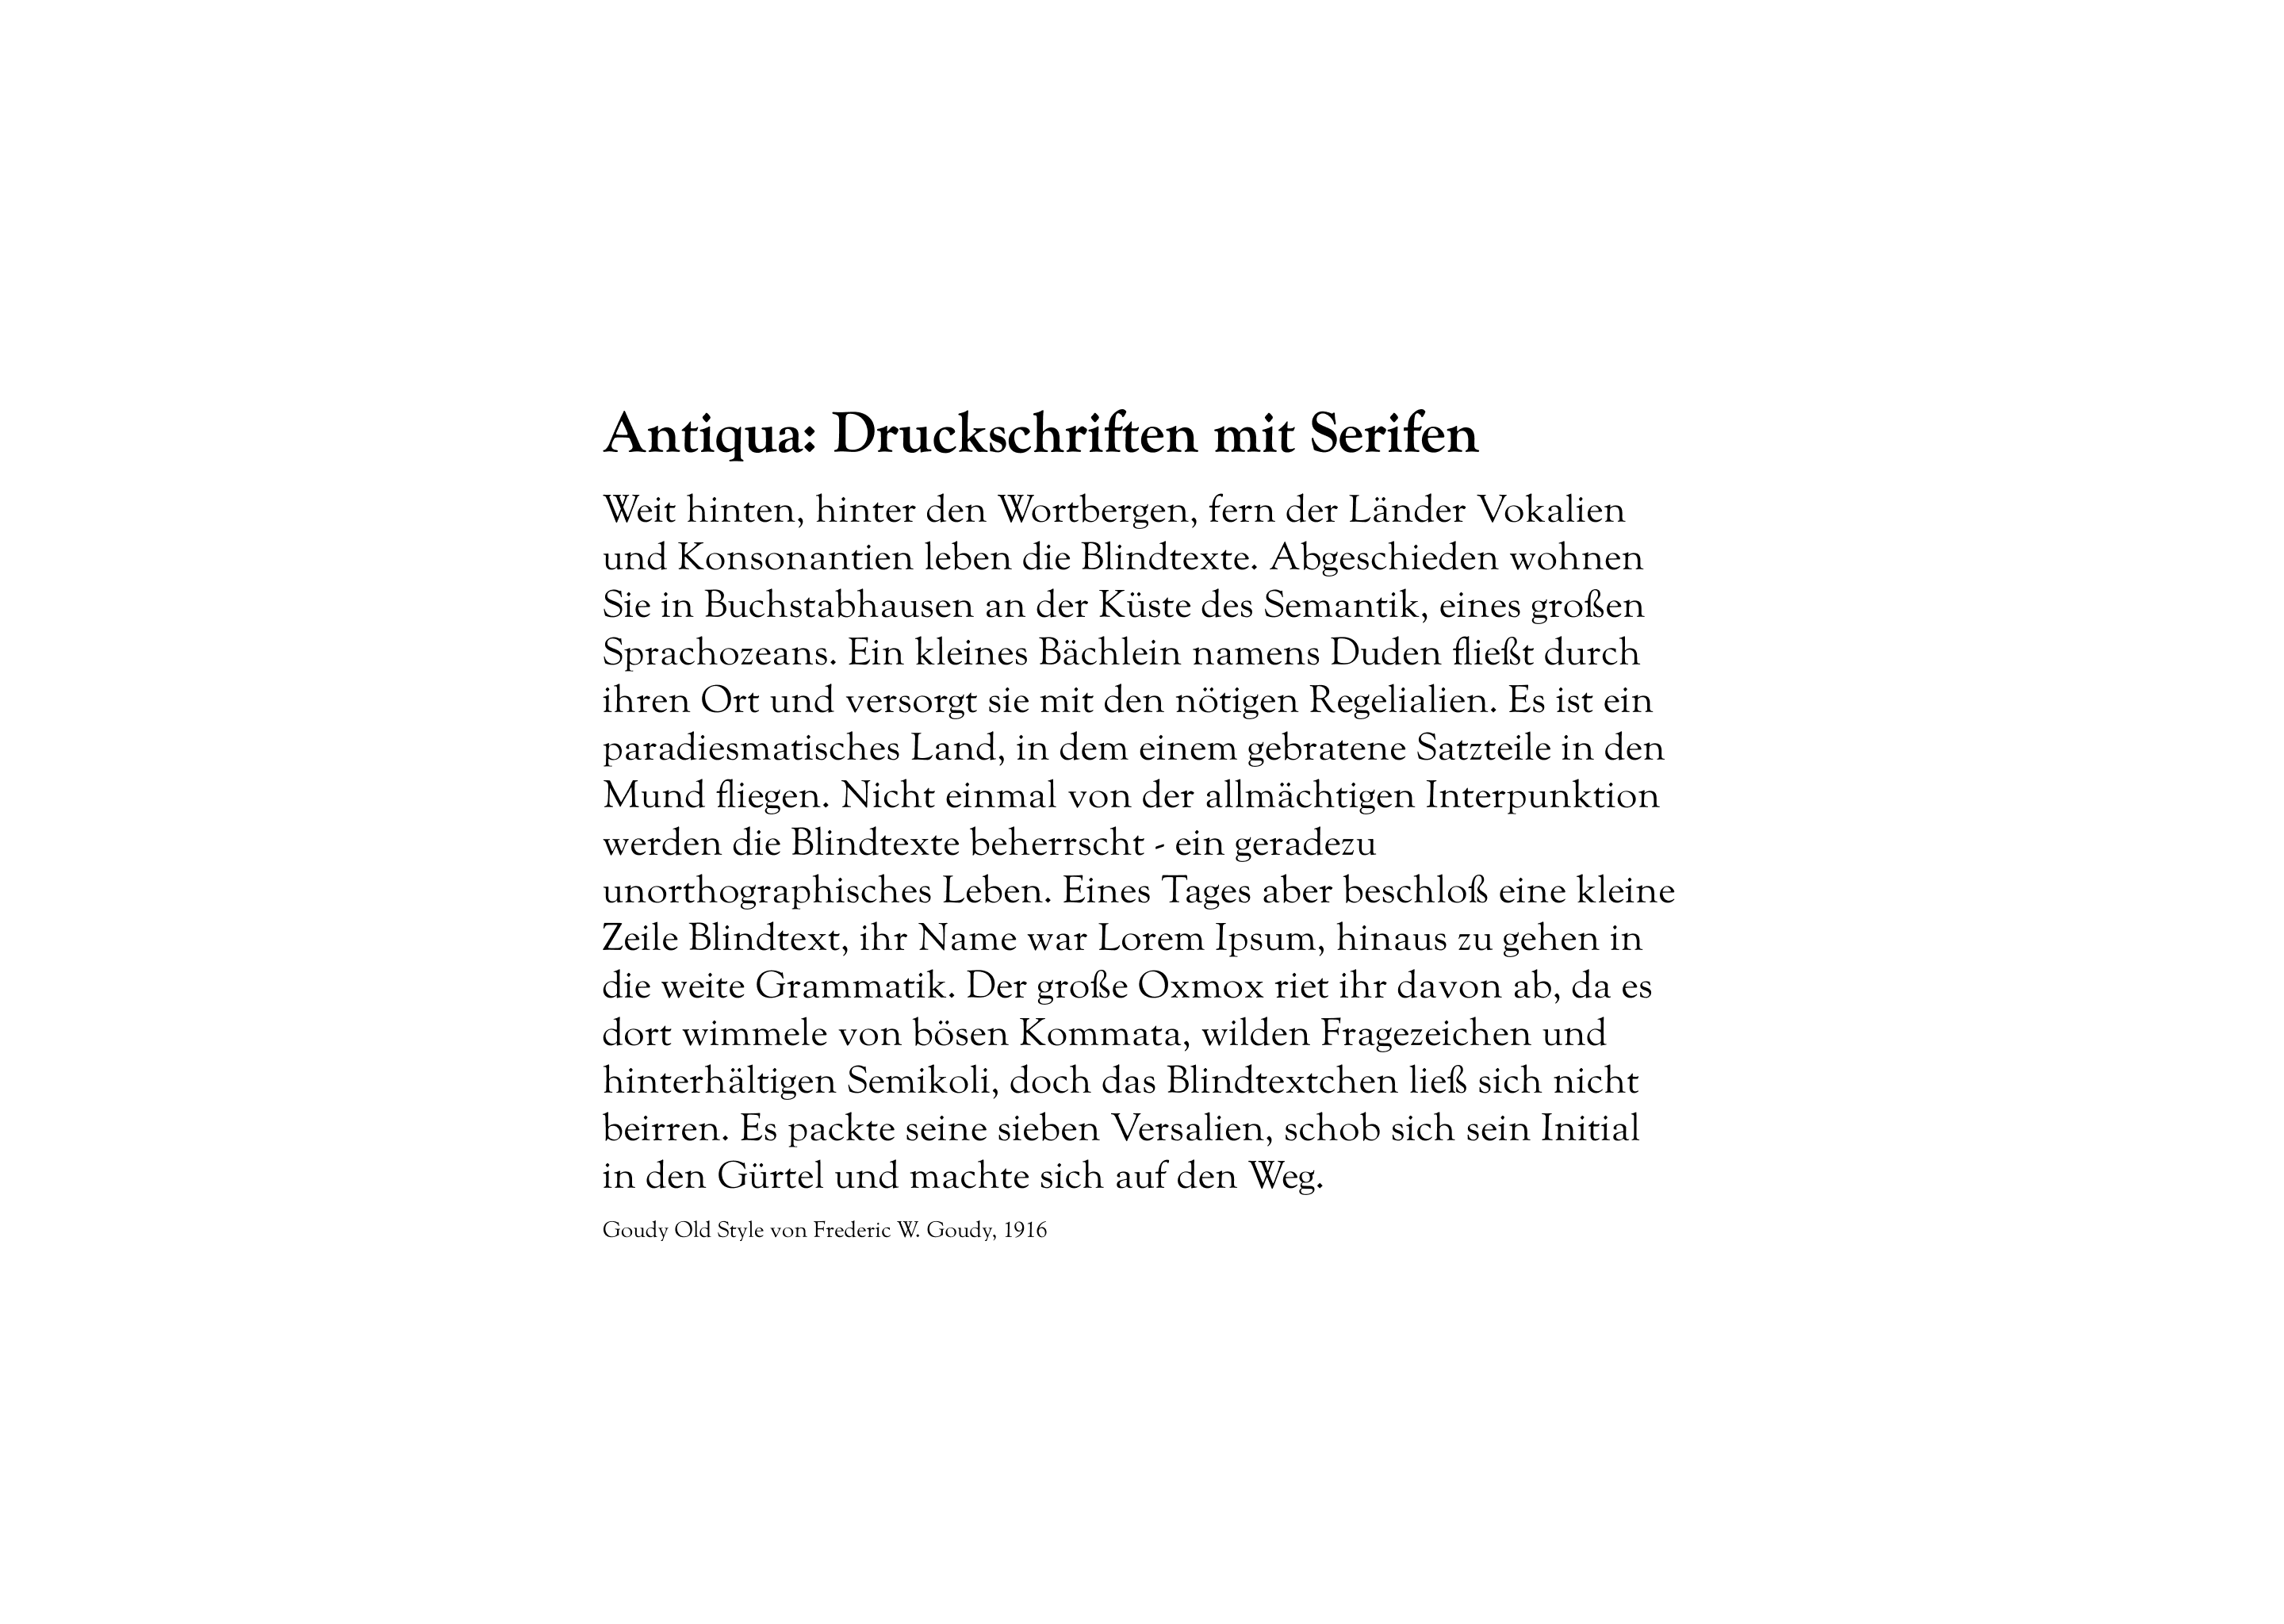 Antiqua: Druckschriften mit Serifen
Weit hinten, hinter den Wortbergen, fern der Länder Vokalien
und Konsonantien leben die Blindtexte. Abgeschieden wohnen
Sie in Buchstabhausen an der Küste des Semantik, eines großen
Sprachozeans. Ein kleines Bächlein namens Duden fließt durch
ihren Ort und versorgt sie mit den nötigen Regelialien. Es ist ein
paradiesmatisches Land, in dem einem gebratene Satzteile in den
Mund fliegen. Nicht einmal von der allmächtigen Interpunktion
werden die Blindtexte beherrscht - ein geradezu
unorthographisches Leben. Eines Tages aber beschloß eine kleine
Zeile Blindtext, ihr Name war Lorem Ipsum, hinaus zu gehen in
die weite Grammatik. Der große Oxmox riet ihr davon ab, da es
dort wimmele von bösen Kommata, wilden Fragezeichen und
hinterhältigen Semikoli, doch das Blindtextchen ließ sich nicht
beirren. Es packte seine sieben Versalien, schob sich sein Initial
in den Gürtel und machte sich auf den Weg.
Goudy Old Style von Frederic W. Goudy, 1916